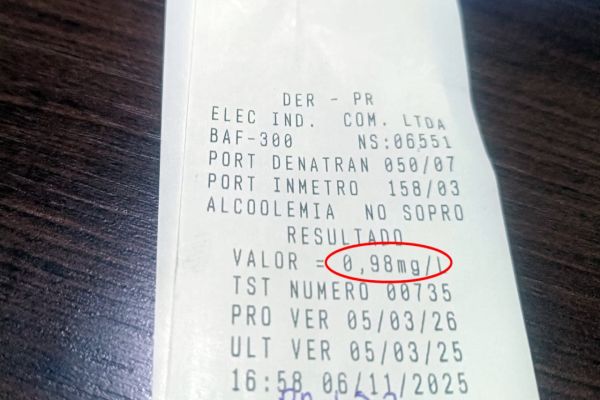 DER - PR
ELEC IND. COM. LTDA
BAF-300 NS:06551
PORT DENATRAN 050/07
PORT INMETRO 158/03
ALCOOLEMIA NO SOPRO
RESULTADO
VALOR = 0,98mg/l
TST NUMERO 00735
PRO VER 05/03/26
ULT VER 05/03/25
16:58 06/11/2025